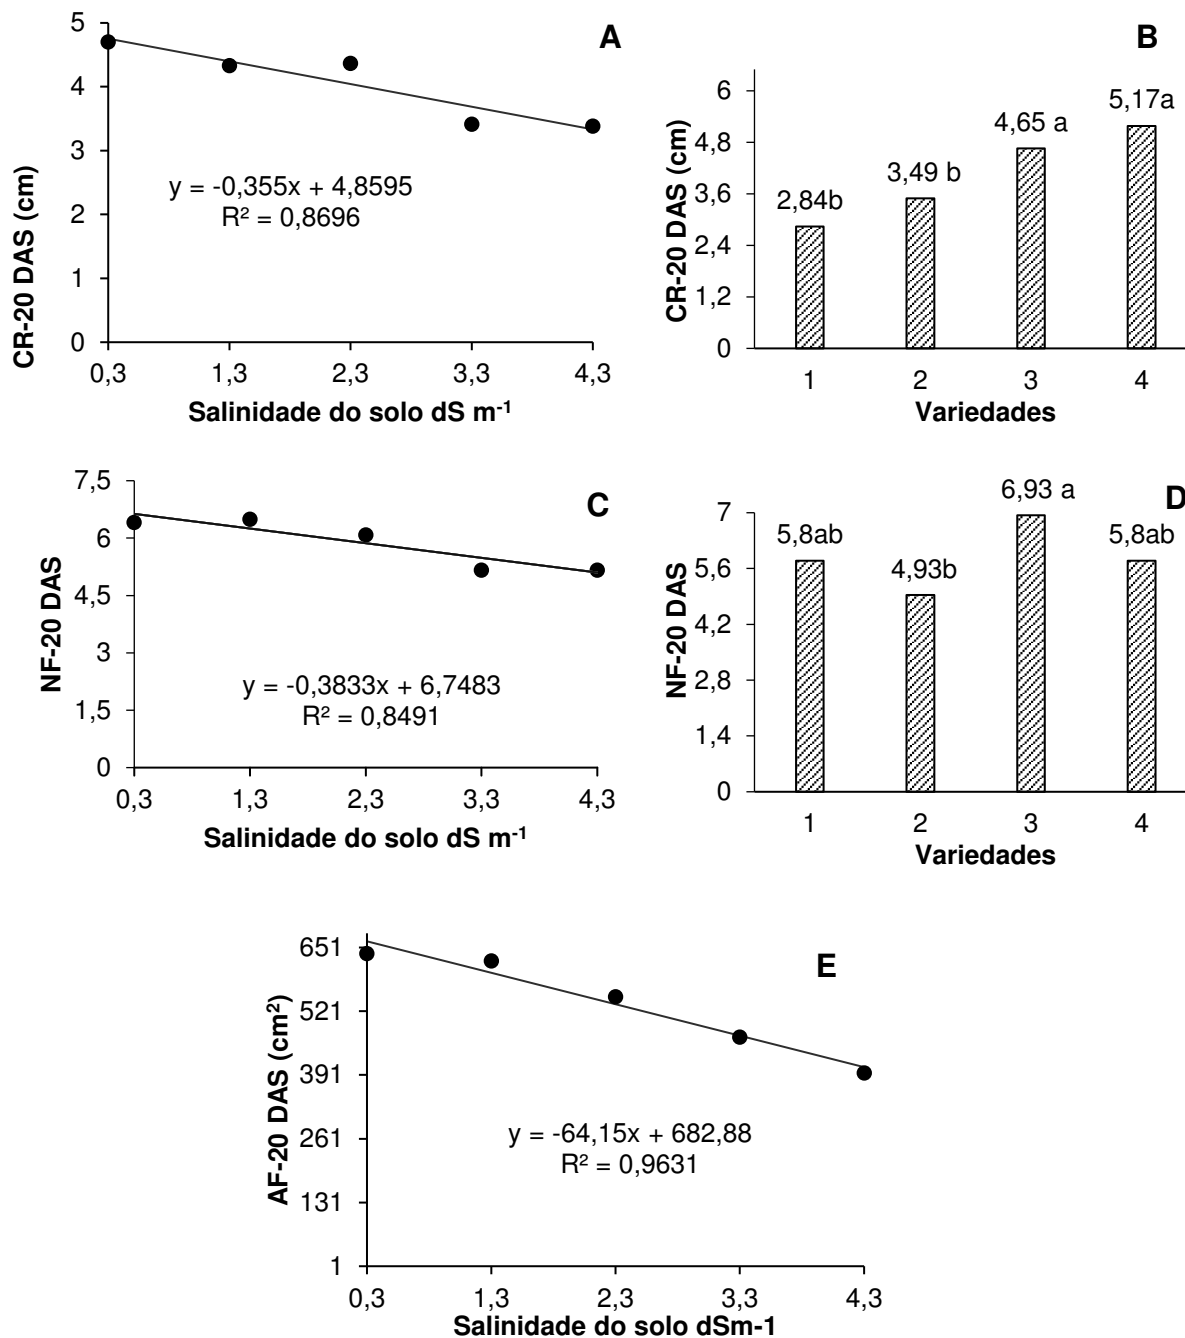 A
5
4
3
2
1
0
CR-20 DAS (cm)
y = -0,355x + 4,8595
R² = 0,8696
0,3 1,3 2,3 3,3 4,3
Salinidade do solo dS m⁻¹
B
6
4,8
3,6
2,4
1,2
0
CR-20 DAS (cm)
2,84b 3,49 b 4,65 a 5,17a
1 2 3 4
Variedades
C
7,5
6
4,5
3
1,5
0
NF-20 DAS
y = -0,3833x + 6,7483
R² = 0,8491
0,3 1,3 2,3 3,3 4,3
Salinidade do solo dS m⁻¹
D
7
5,6
4,2
2,8
1,4
0
NF-20 DAS
5,8ab 4,93b 6,93 a 5,8ab
1 2 3 4
Variedades
E
651
521
391
261
131
1
AF-20 DAS (cm²)
y = -64,15x + 682,88
R² = 0,9631
0,3 1,3 2,3 3,3 4,3
Salinidade do solo dSm-1